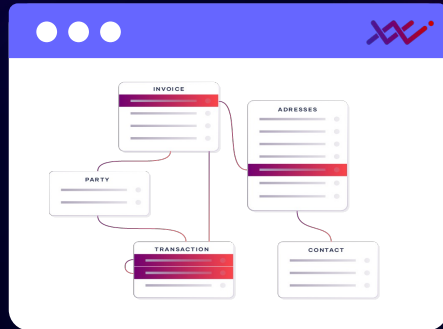 INVOICE
ADRESSES
PARTY
TRANSACTION
CONTACT